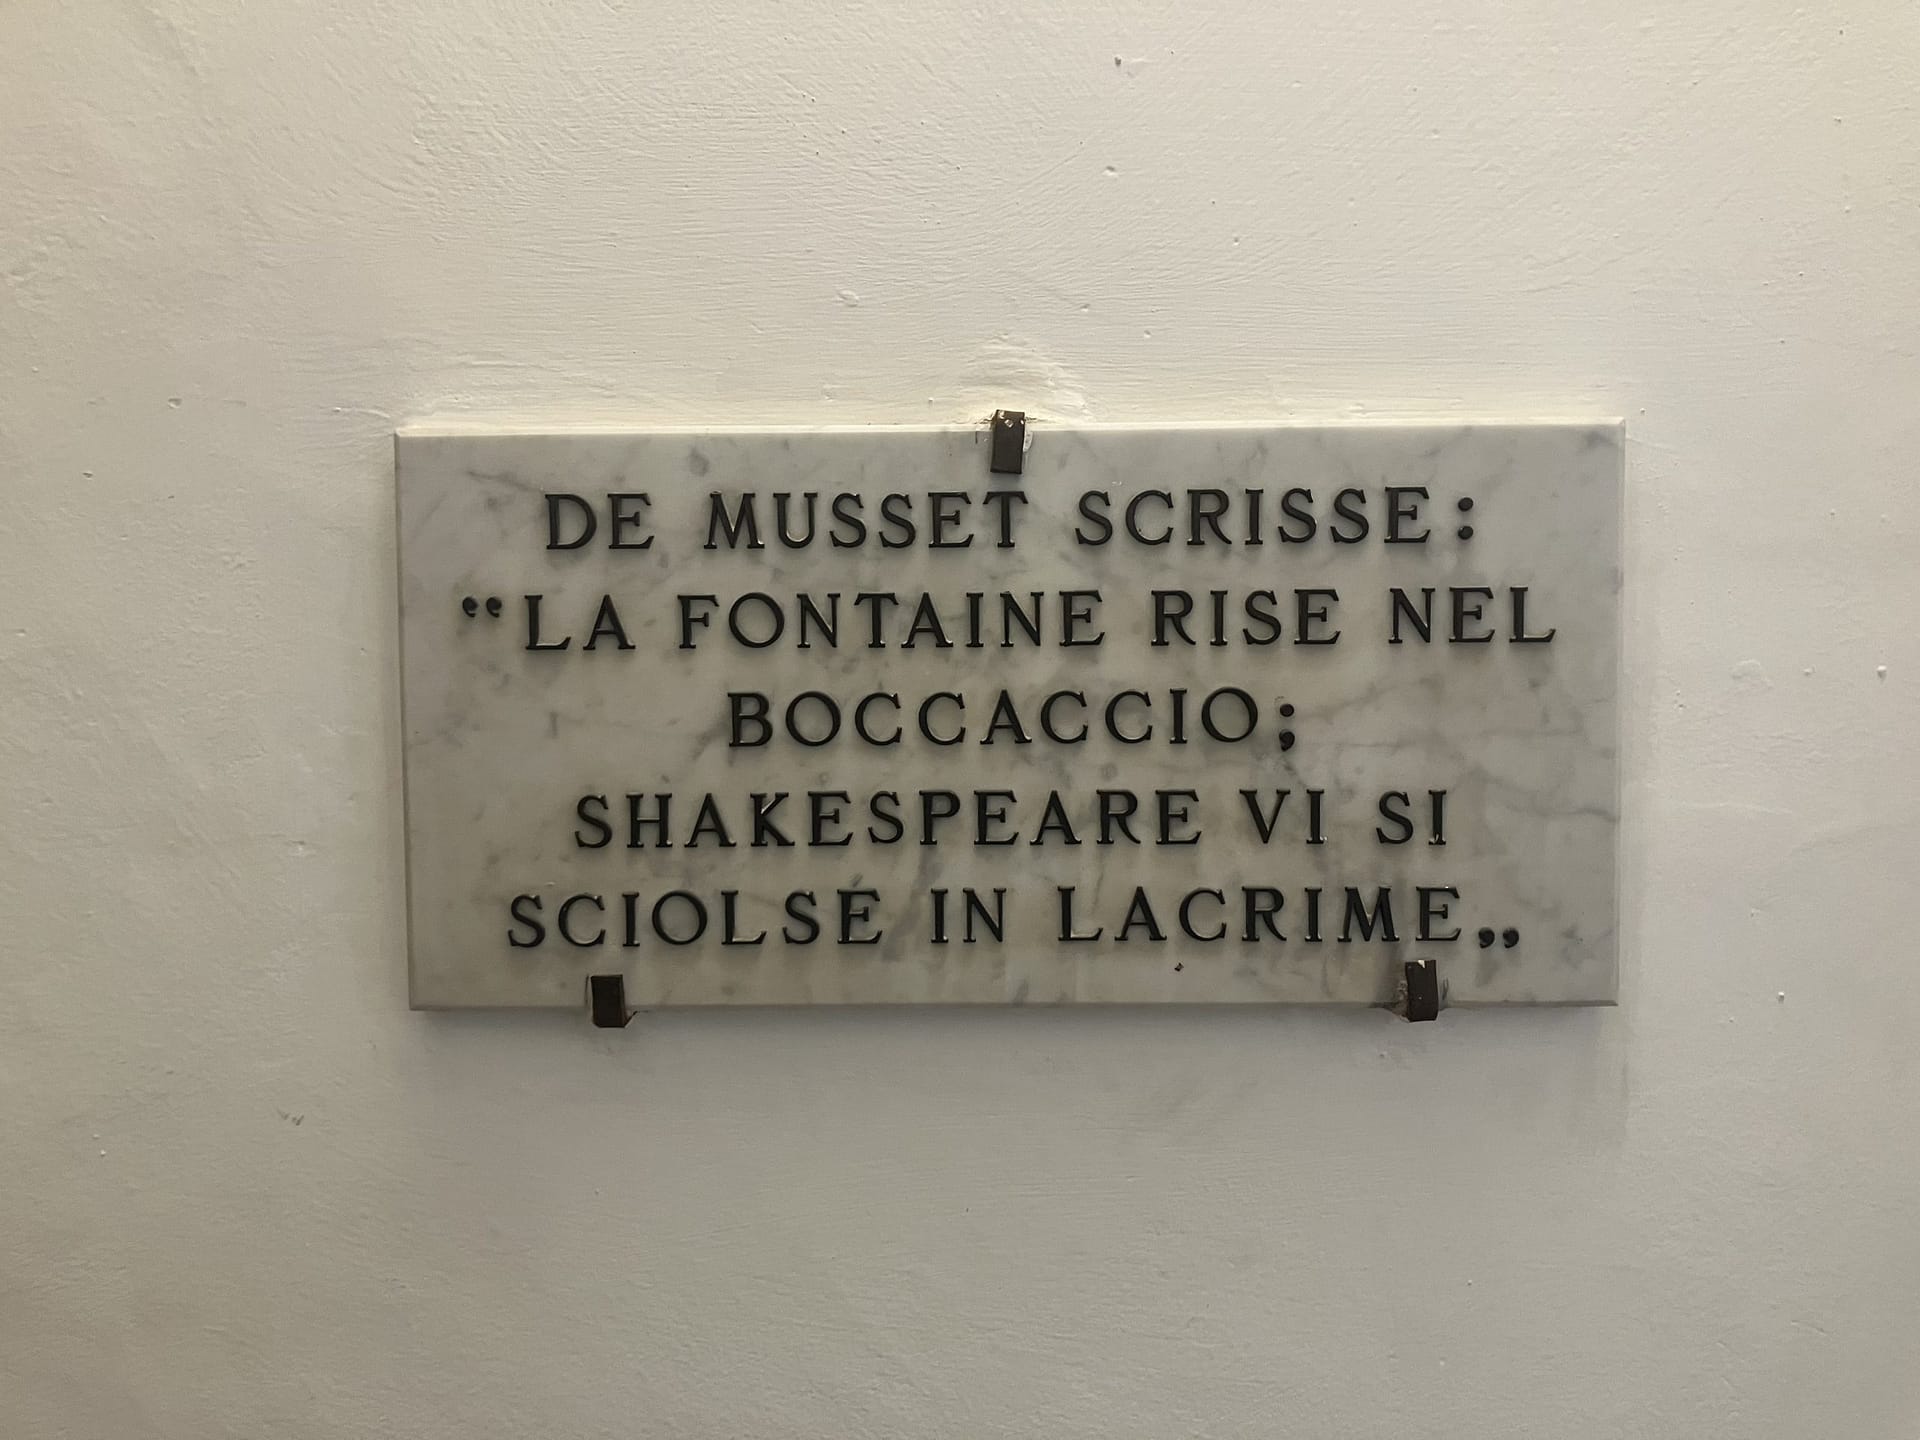 DE MUSSET SCRISSE:
“LA FONTAINE RISE NEL
BOCCACCIO;
SHAKESPEARE VI SI
SCIOLSE IN LACRIME„